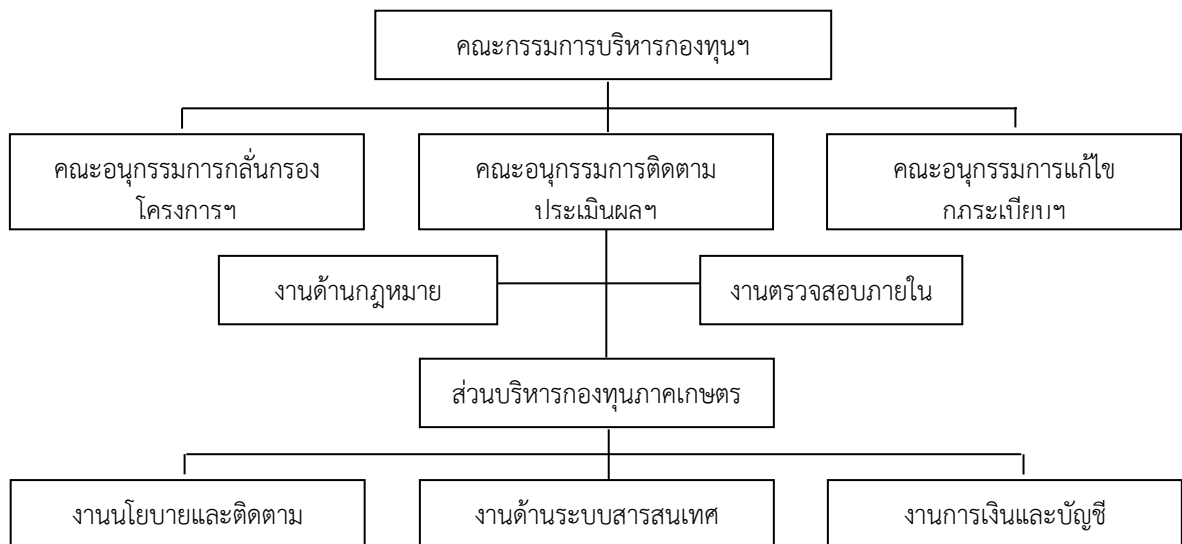 คณะกรรมการบริหารกองทุนฯ
คณะอนุกรรมการกลั่นกรอง
โครงการฯ
คณะอนุกรรมการติดตาม
ประเมินผลฯ
คณะอนุกรรมการแก้ไข
กฎระเบียบฯ
งานด้านกฎหมาย
งานตรวจสอบภายใน
ส่วนบริหารกองทุนภาคเกษตร
งานนโยบายและติดตาม
งานด้านระบบสารสนเทศ
งานการเงินและบัญชี